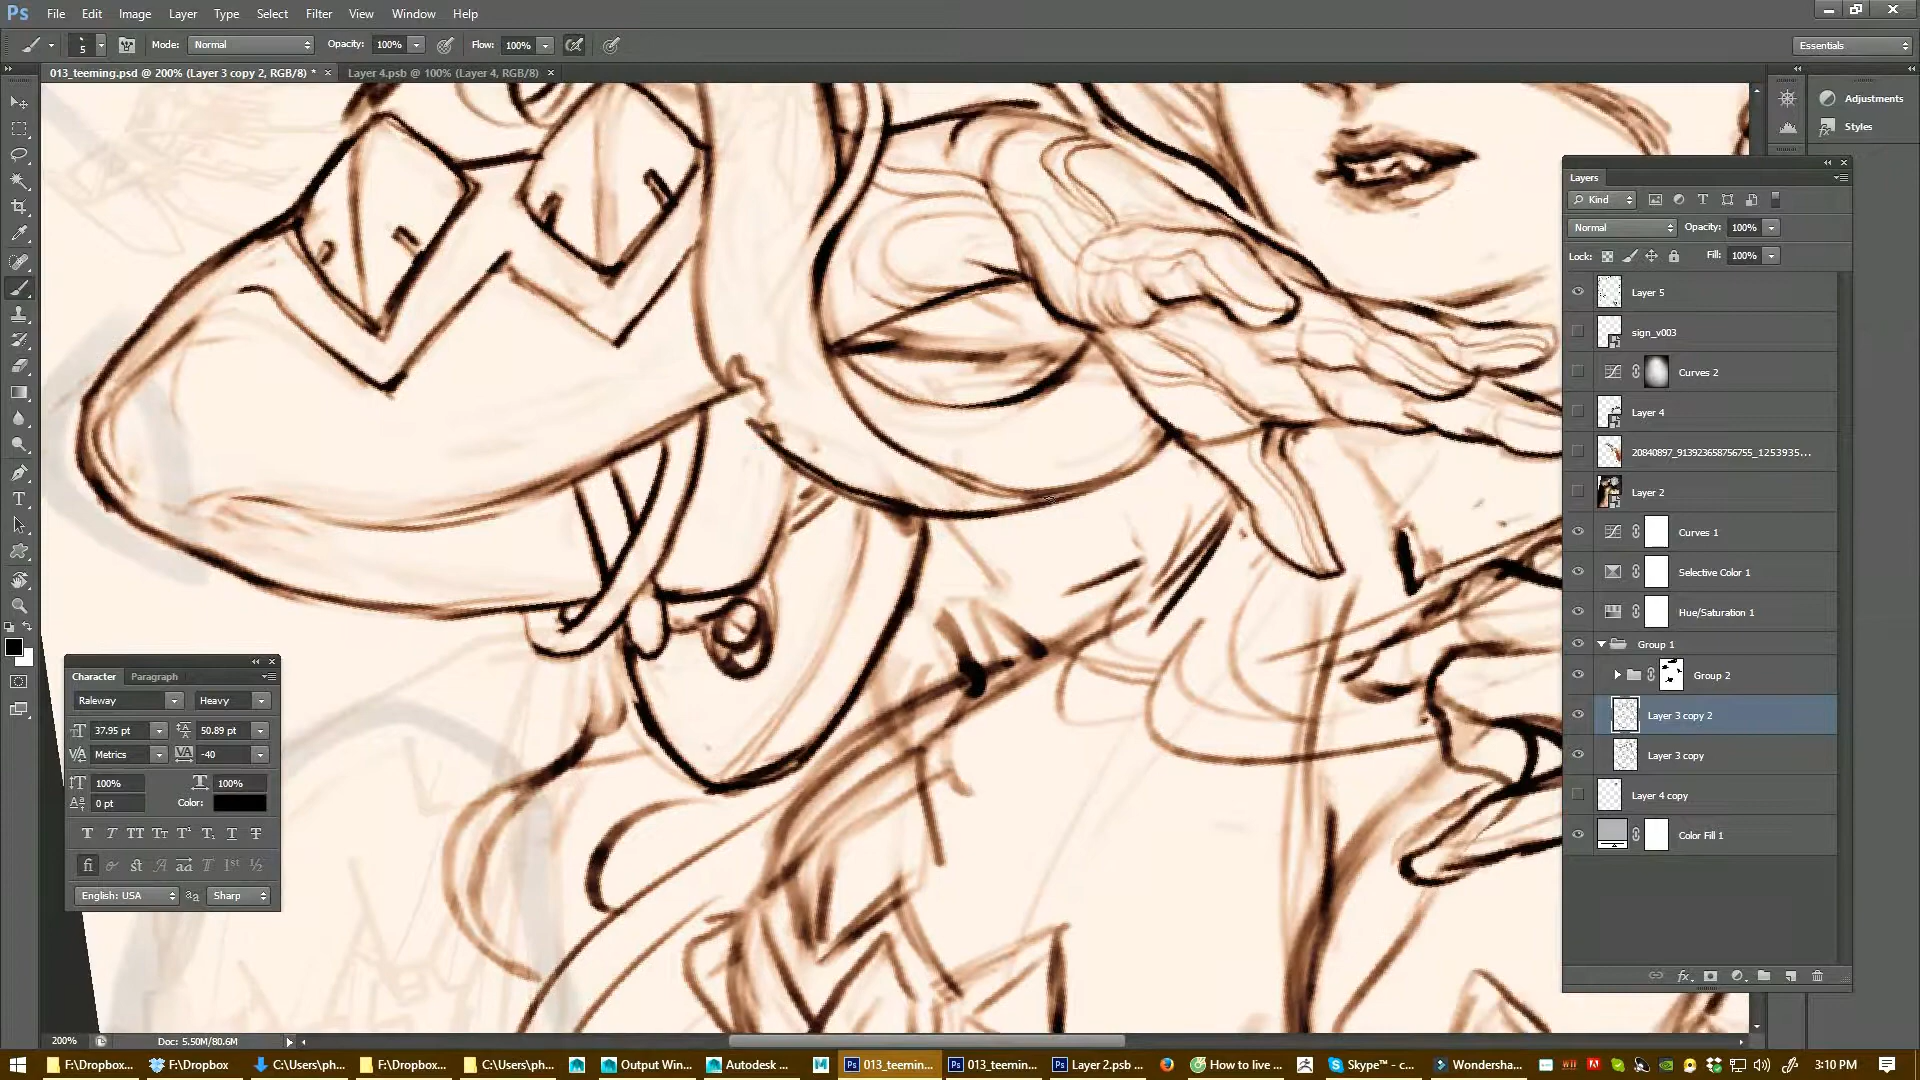 Ps File Edit Image Layer Type Select Filter Analysis View Window Help
5 Mode: Normal Opacity: 100% Flow: 100% Essentials
013_teeming.psd @ 200% (Layer 3 copy 2, RGB/8) * × Layer 4.psb @ 100% (Layer 4, RGB/8) ×
Adjustments
Styles
Layers
Kind
Normal Opacity: 100%
Lock: Fill: 100%
Layer 5
sign_v003
Curves 2
Layer 4
20840897_913923658756755_1253935...
Layer 2
Curves 1
Selective Color 1
Hue/Saturation 1
Group 1
Group 2
Layer 3 copy 2
Layer 3 copy
Layer 4 copy
Color Fill 1
Character Paragraph
Raleway Heavy
37.95 pt 50.89 pt
Metrics -40
100% 100%
0 pt Color:
English: USA Sharp
200% Doc: 5.50M/80.6M
F:\Dropbox... F:\Dropbox C:\Users\ph... F:\Dropbox... C:\Users\ph... Output Win... Autodesk ... 013_teemin... 013_teemin... Layer 2.psb ... How to live ... Skype™ - c... Wondersha... 3:10 PM